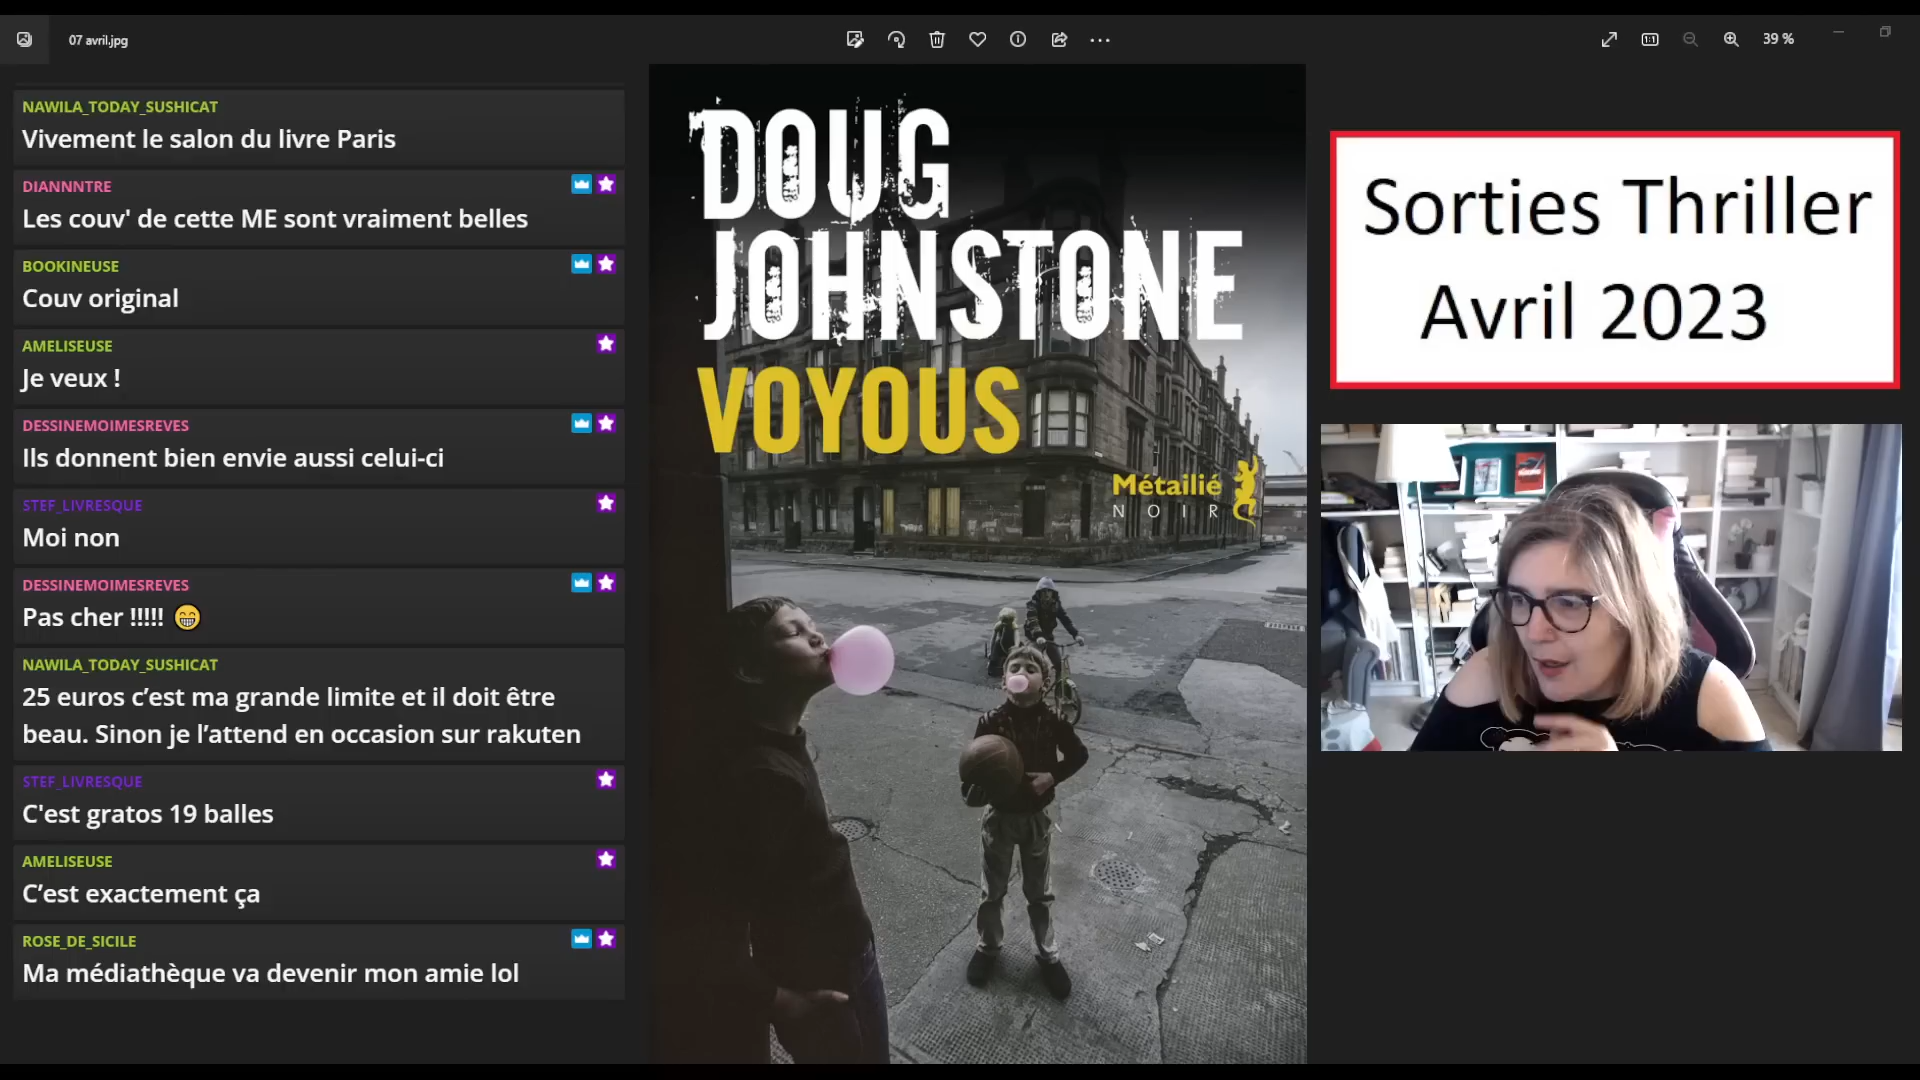 07 avril.jpg
39 %
NAWILA_TODAY_SUSHICAT
Vivement le salon du livre Paris
DIANNNTRE
Les couv' de cette ME sont vraiment belles
BOOKINEUSE
Couv original
AMELISEUSE
Je veux !
DESSINEMOIMESREVES
Ils donnent bien envie aussi celui-ci
STEF_LIVRESQUE
Moi non
DESSINEMOIMESREVES
Pas cher !!!!! 😁
NAWILA_TODAY_SUSHICAT
25 euros c’est ma grande limite et il doit être
beau. Sinon je l’attend en occasion sur rakuten
STEF_LIVRESQUE
C'est gratos 19 balles
AMELISEUSE
C’est exactement ça
ROSE_DE_SICILE
Ma médiathèque va devenir mon amie lol
DOUG
JOHNSTONE
VOYOUS
Métailié
NOIR
Sorties Thriller
Avril 2023